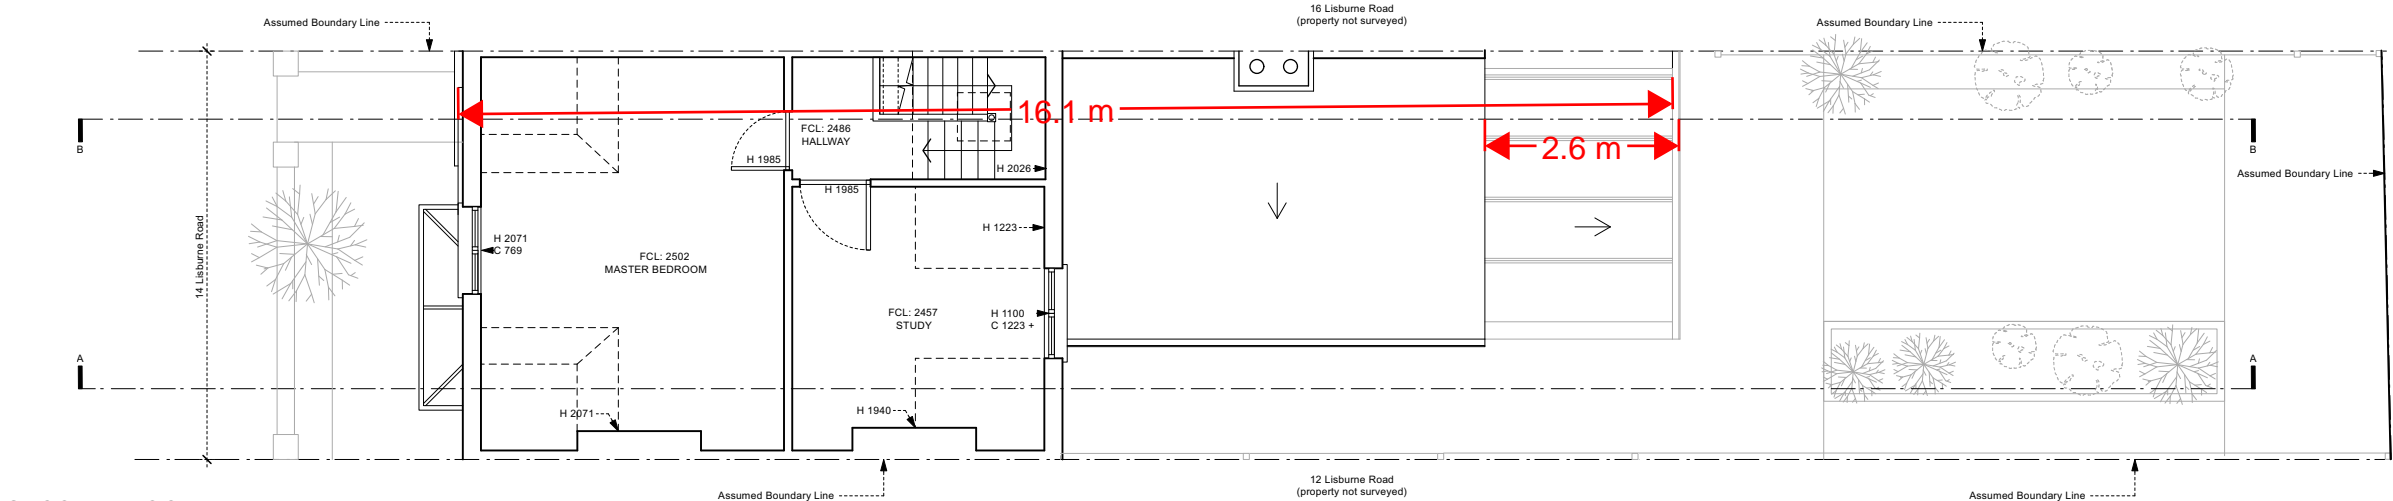 16 Lisburne Road
(property not surveyed)
Assumed Boundary Line
Assumed Boundary Line
16.1 m
2.6 m
FCL: 2486
HALLWAY
B
B
H 1985
H 2026
Assumed Boundary Line
H 1985
14 Lisburne Road
H 1223
H 2071
C 769
FCL: 2502
MASTER BEDROOM
FCL: 2457
STUDY
H 1100
C 1223 +
A
A
H 2071
H 1940
12 Lisburne Road
(property not surveyed)
Assumed Boundary Line
Assumed Boundary Line